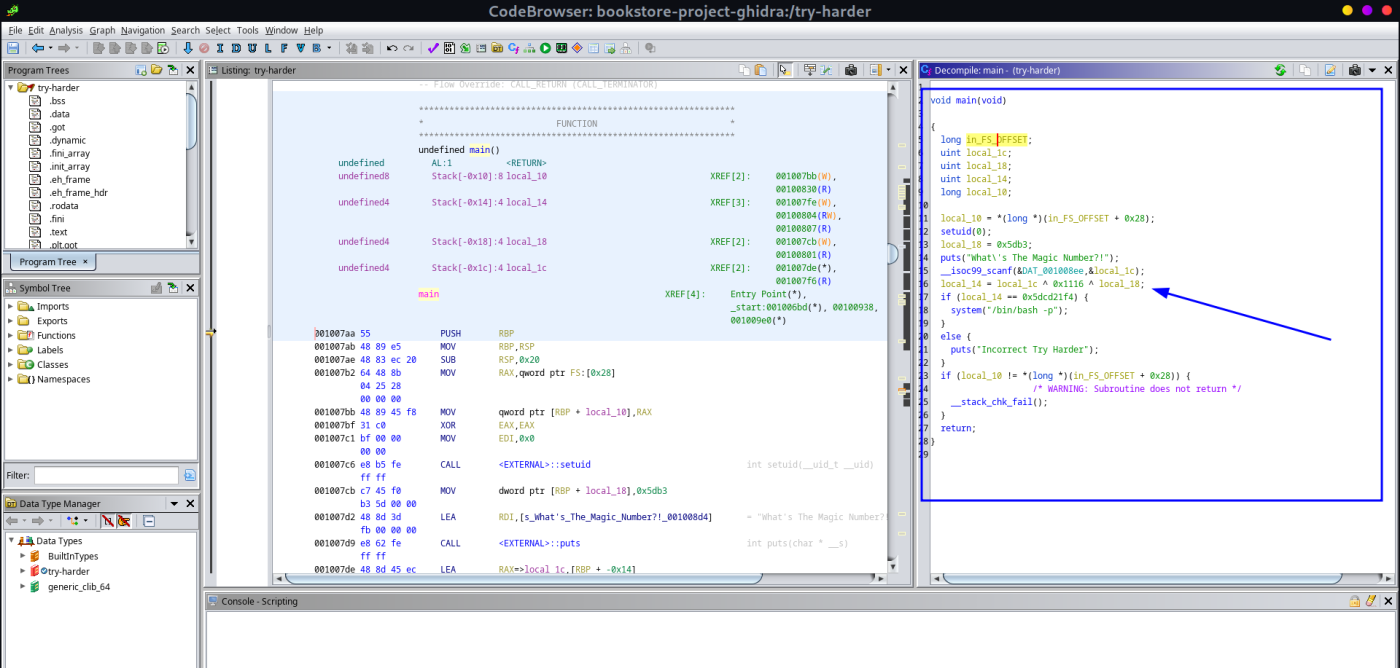 CodeBrowser: bookstore-project-ghidra:/try-harder
File Edit Analysis Graph Navigation Search Select Tools Window Help
I D U L F V B
Program Trees
try-harder
.bss
.data
.got
.dynamic
.fini_array
.init_array
.eh_frame
.eh_frame_hdr
.rodata
.fini
.text
.plt.got
Program Tree ×
Symbol Tree
Imports
Exports
Functions
Labels
Classes
Namespaces
Filter:
Data Type Manager
Data Types
BuiltInTypes
try-harder
generic_clib_64
Listing: try-harder
-- Flow Override: CALL_RETURN (CALL_TERMINATOR)
**************************************************************
* FUNCTION *
**************************************************************
undefined main()
undefined AL:1 <RETURN>
undefined8 Stack[-0x10]:8 local_10 XREF[2]: 001007bb(W),
00100830(R)
undefined4 Stack[-0x14]:4 local_14 XREF[3]: 001007fe(W),
00100804(RW),
00100807(R)
undefined4 Stack[-0x18]:4 local_18 XREF[2]: 001007cb(W),
00100801(R)
undefined4 Stack[-0x1c]:4 local_1c XREF[2]: 001007de(*),
001007f6(R)
main XREF[4]: Entry Point(*),
_start:001006bd(*), 00100938,
001009e0(*)
001007aa 55 PUSH RBP
001007ab 48 89 e5 MOV RBP,RSP
001007ae 48 83 ec 20 SUB RSP,0x20
001007b2 64 48 8b MOV RAX,qword ptr FS:[0x28]
04 25 28
00 00 00
001007bb 48 89 45 f8 MOV qword ptr [RBP + local_10],RAX
001007bf 31 c0 XOR EAX,EAX
001007c1 bf 00 00 MOV EDI,0x0
00 00
001007c6 e8 b5 fe CALL <EXTERNAL>::setuid int setuid(__uid_t __uid)
ff ff
001007cb c7 45 f0 MOV dword ptr [RBP + local_18],0x5db3
b3 5d 00 00
001007d2 48 8d 3d LEA RDI,[s_What's_The_Magic_Number?!_001008d4] = "What's The Magic Number?!
fb 00 00 00
001007d9 e8 62 fe CALL <EXTERNAL>::puts int puts(char * __s)
ff ff
001007de 48 8d 45 ec LEA RAX=>local_1c,[RBP + -0x14]
Decompile: main - (try-harder)
1
2 void main(void)
3
4 {
5 long in_FS_OFFSET;
6 uint local_1c;
7 uint local_18;
8 uint local_14;
9 long local_10;
10
11 local_10 = *(long *)(in_FS_OFFSET + 0x28);
12 setuid(0);
13 local_18 = 0x5db3;
14 puts("What\'s The Magic Number?!");
15 __isoc99_scanf(&DAT_001008ee,&local_1c);
16 local_14 = local_1c ^ 0x1116 ^ local_18;
17 if (local_14 == 0x5dcd21f4) {
18 system("/bin/bash -p");
19 }
20 else {
21 puts("Incorrect Try Harder");
22 }
23 if (local_10 != *(long *)(in_FS_OFFSET + 0x28)) {
24 /* WARNING: Subroutine does not return */
25 __stack_chk_fail();
26 }
27 return;
28 }
29
Console - Scripting